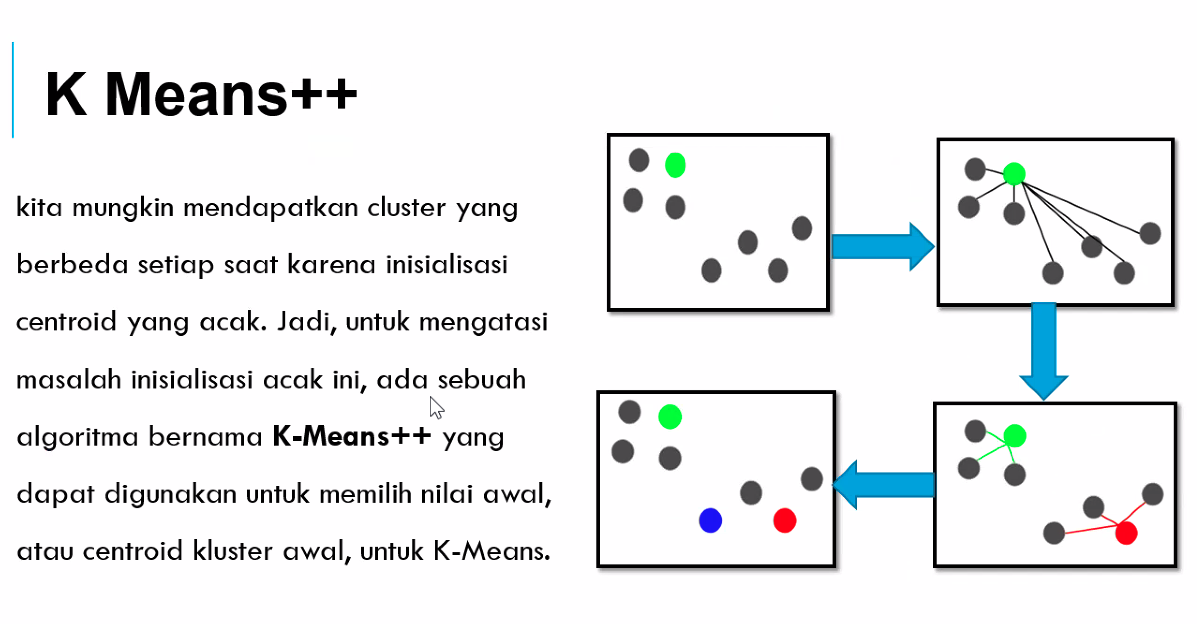 K Means++
kita mungkin mendapatkan cluster yang
berbeda setiap saat karena inisialisasi
centroid yang acak. Jadi, untuk mengatasi
masalah inisialisasi acak ini, ada sebuah
algoritma bernama K-Means++ yang
dapat digunakan untuk memilih nilai awal,
atau centroid kluster awal, untuk K-Means.